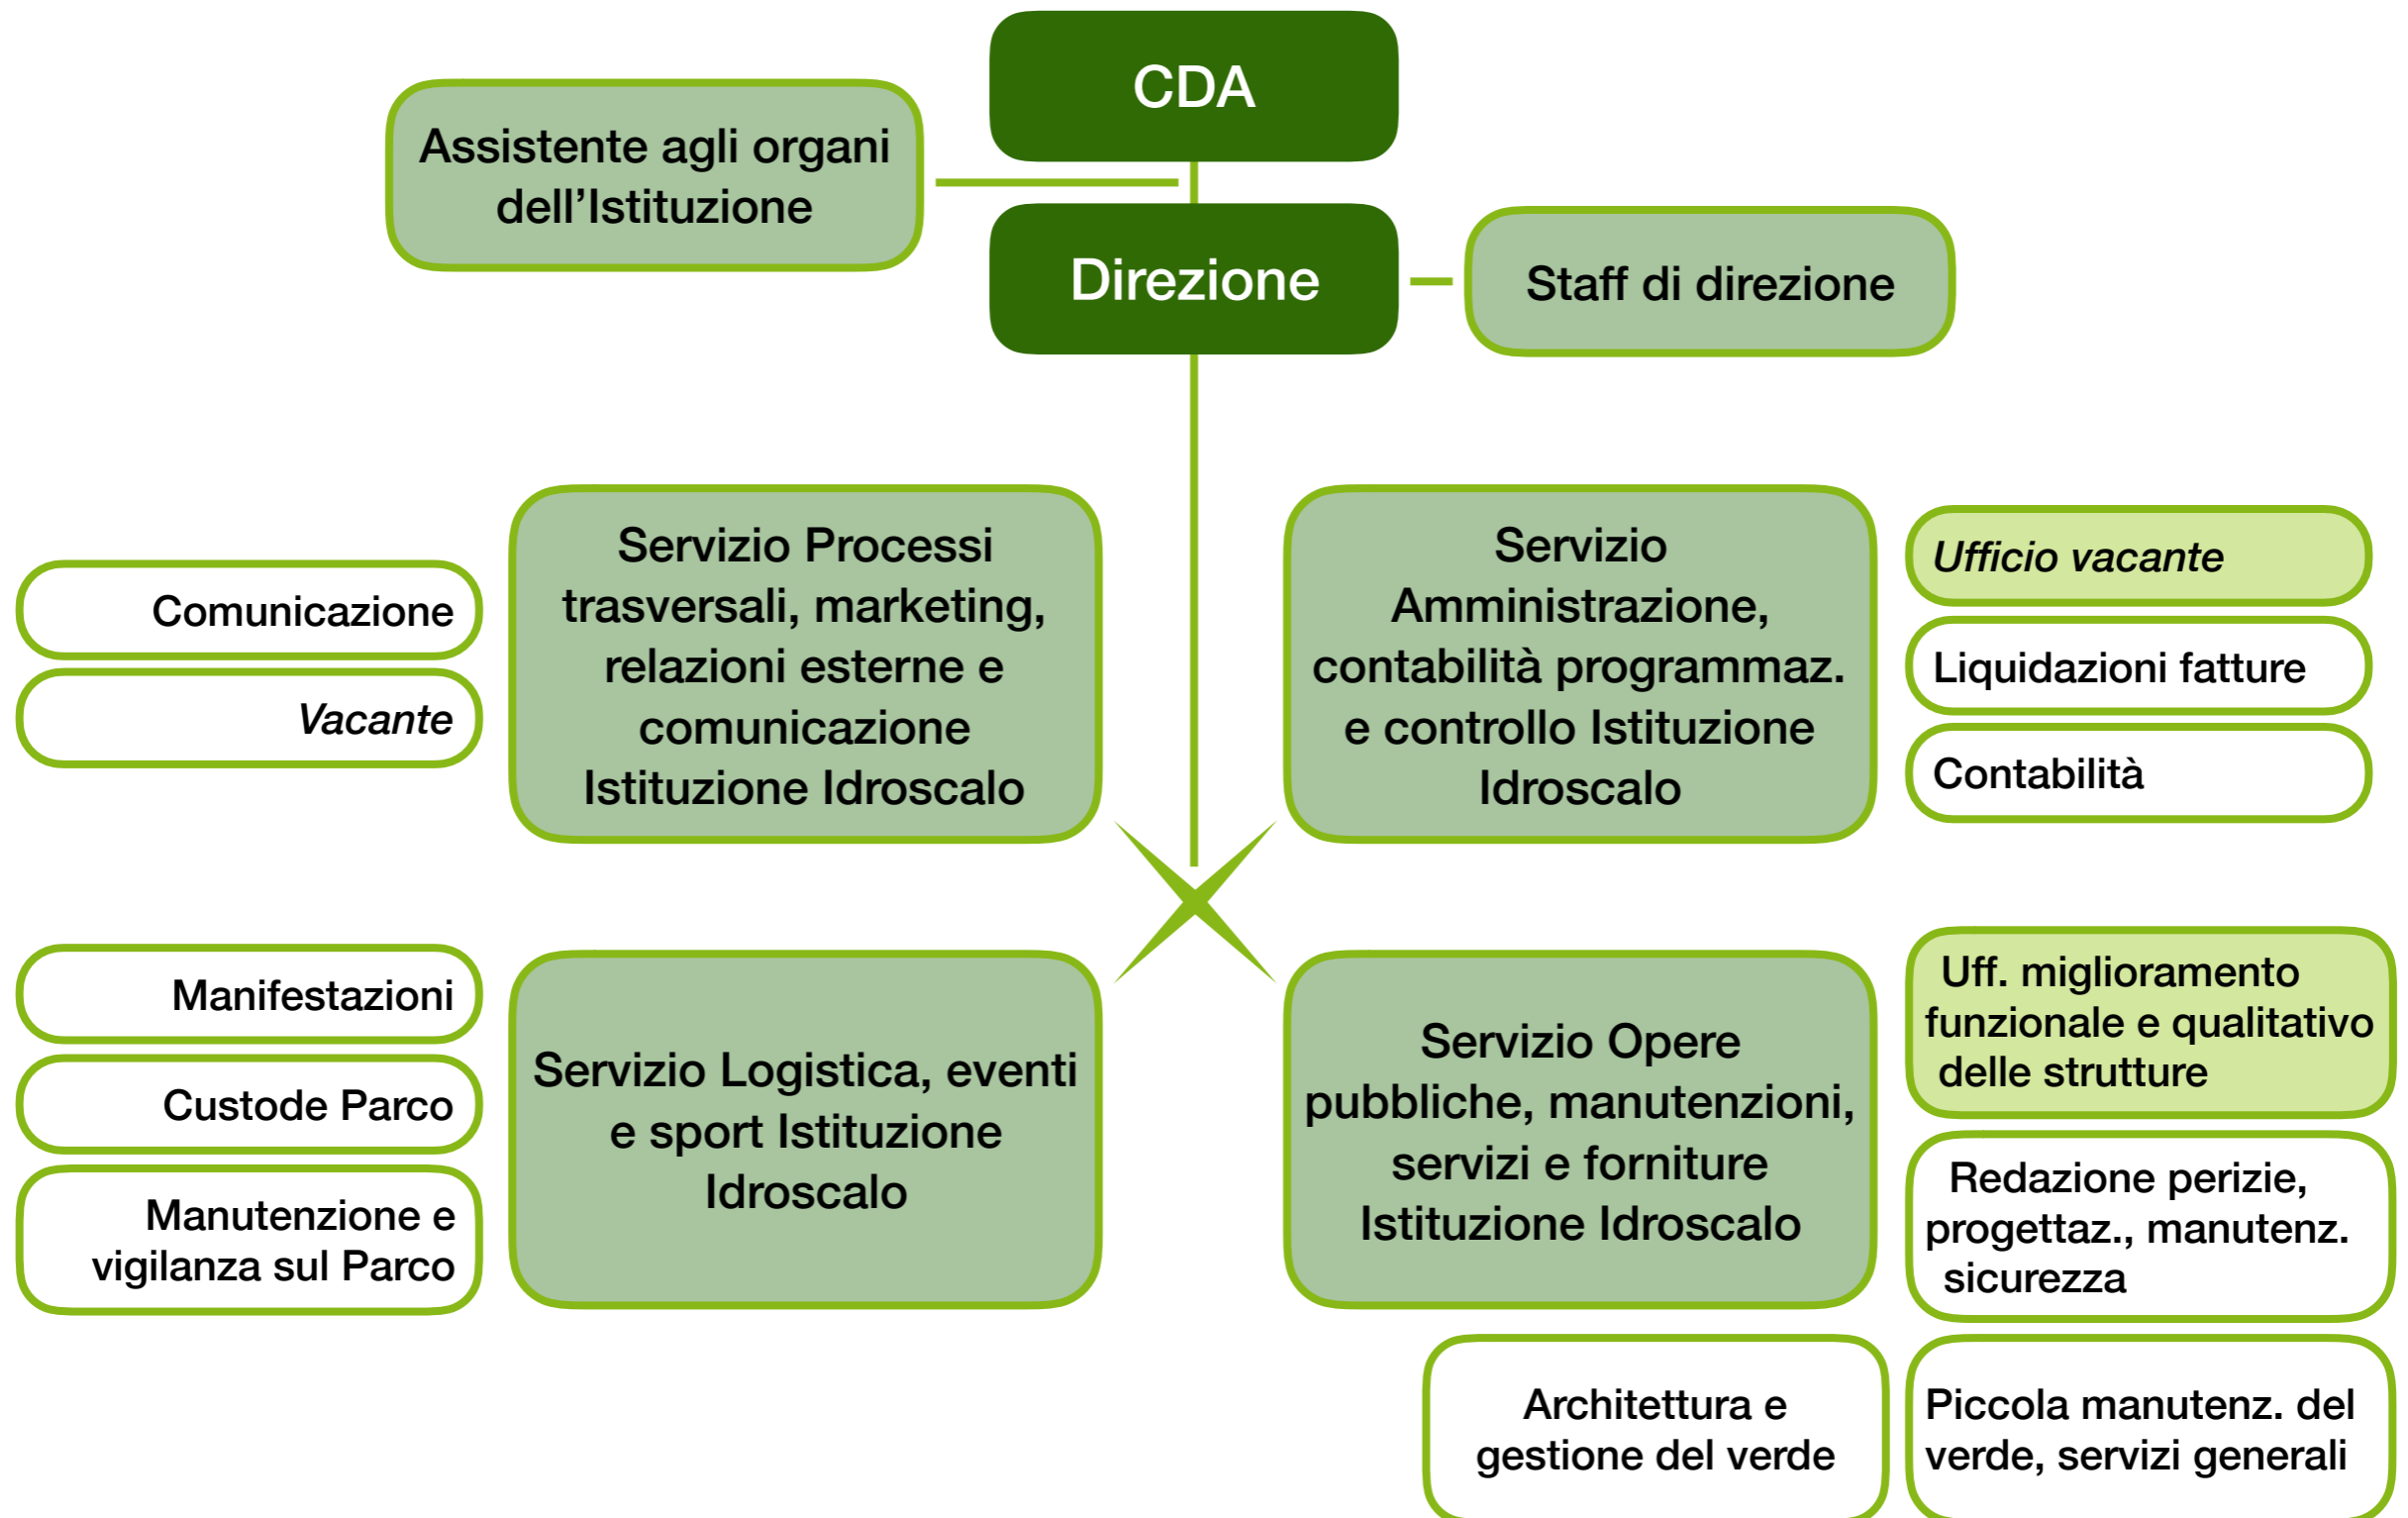 CDA
Assistente agli organi
dell’Istituzione
Direzione
Staff di direzione
Servizio Processi
trasversali, marketing,
relazioni esterne e
comunicazione
Istituzione Idroscalo
Comunicazione
Vacante
Servizio
Amministrazione,
contabilità programmaz.
e controllo Istituzione
Idroscalo
Ufficio vacante
Liquidazioni fatture
Contabilità
Manifestazioni
Custode Parco
Manutenzione e
vigilanza sul Parco
Servizio Logistica, eventi
e sport Istituzione
Idroscalo
Servizio Opere
pubbliche, manutenzioni,
servizi e forniture
Istituzione Idroscalo
Uff. miglioramento
funzionale e qualitativo
delle strutture
Redazione perizie,
progettaz., manutenz.
sicurezza
Architettura e
gestione del verde
Piccola manutenz. del
verde, servizi generali